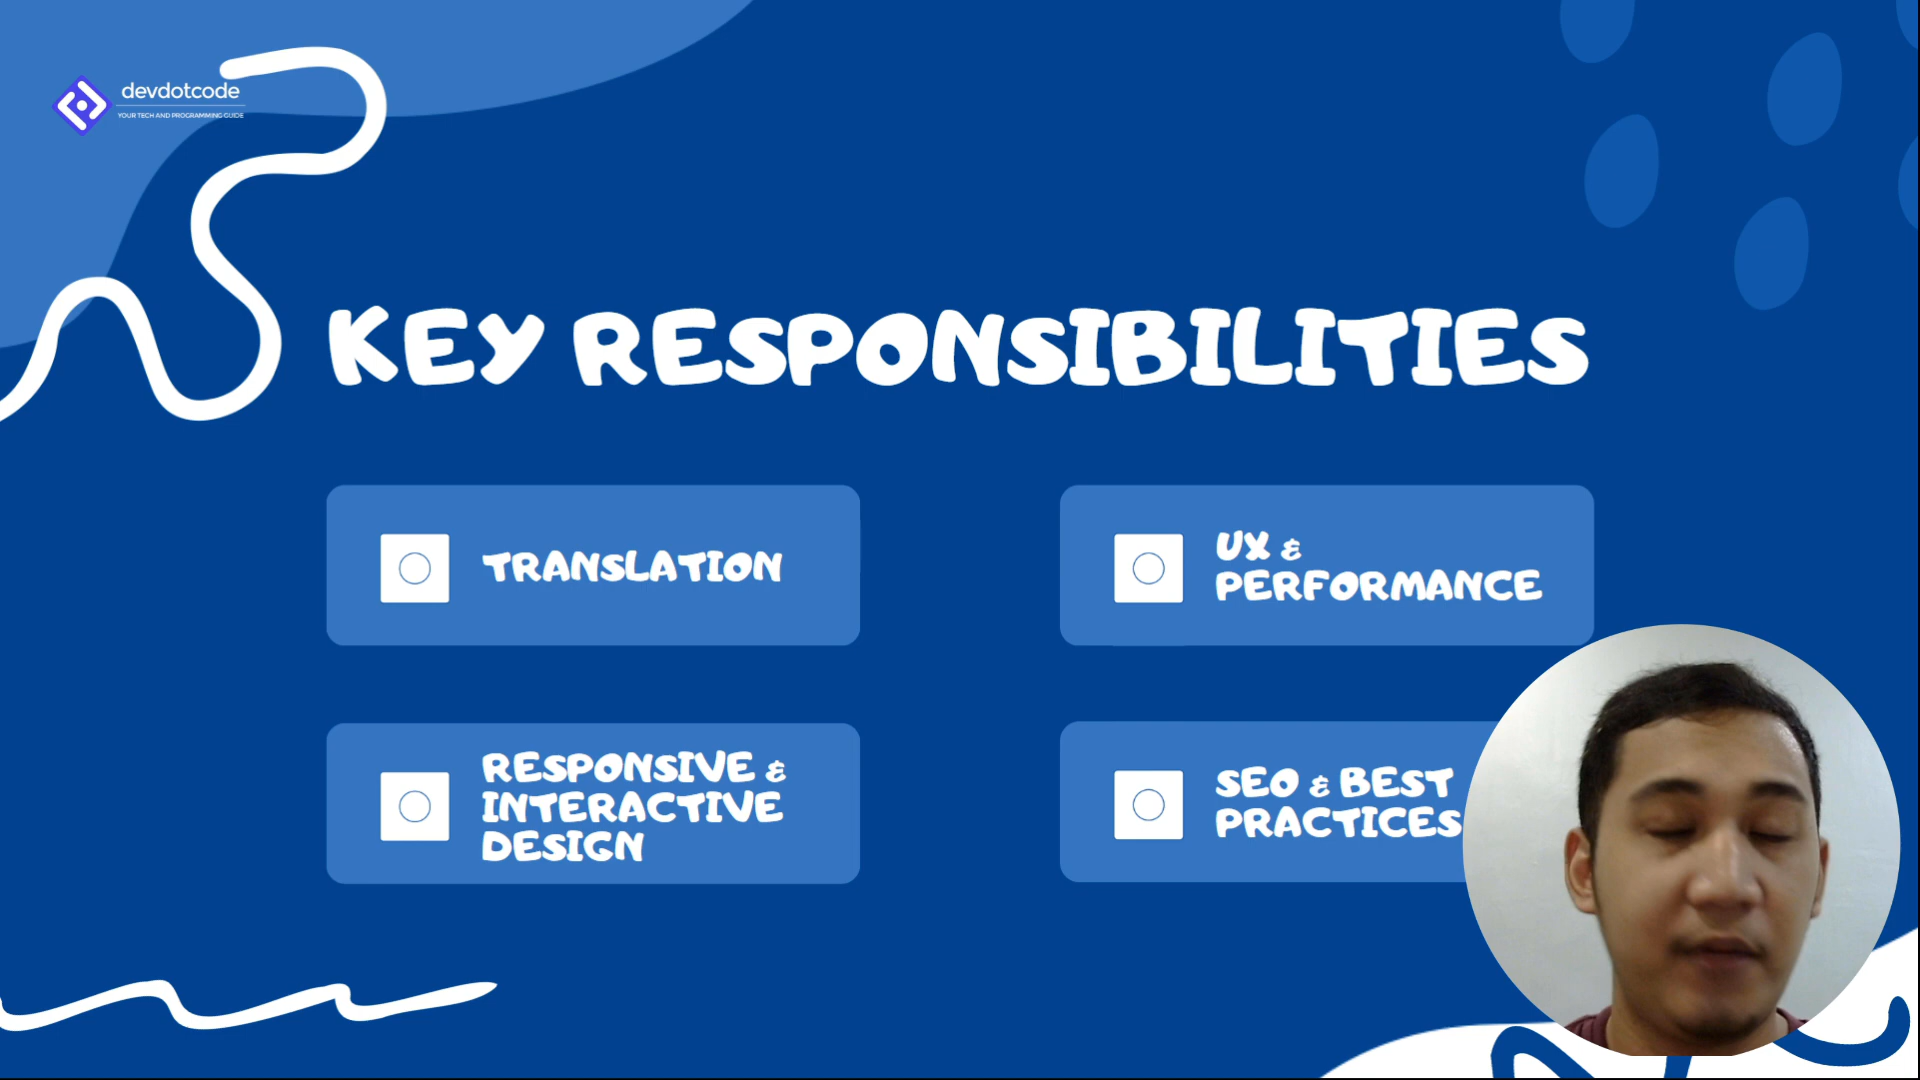 devdotcode
YOUR TECH AND PROGRAMMING GUIDE
KEY RESPONSIBILITIES
TRANSLATION
UX &
PERFORMANCE
RESPONSIVE &
INTERACTIVE
DESIGN
SEO & BEST
PRACTICES